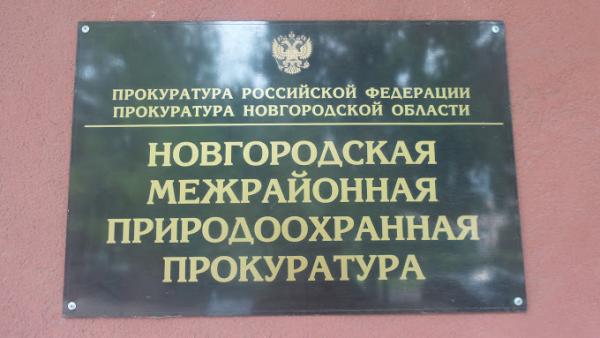 ПРОКУРАТУРА РОССИЙСКОЙ ФЕДЕРАЦИИ
ПРОКУРАТУРА НОВГОРОДСКОЙ ОБЛАСТИ
НОВГОРОДСКАЯ
МЕЖРАЙОННАЯ
ПРИРОДООХРАННАЯ
ПРОКУРАТУРА